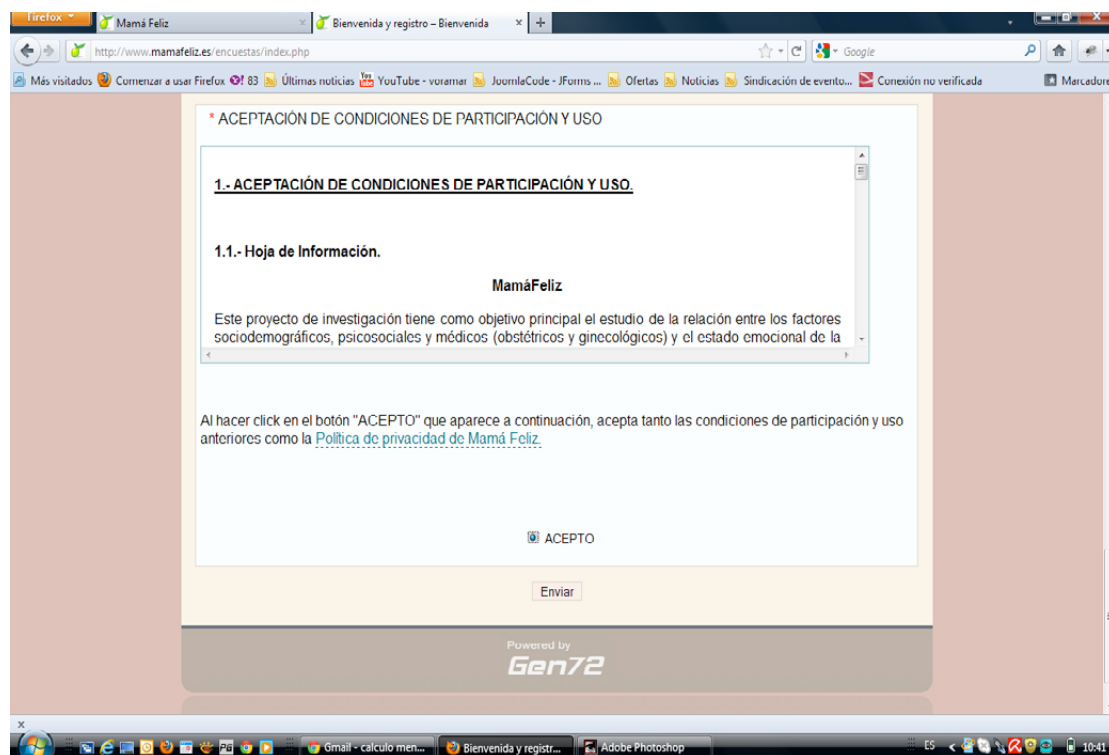 Firefox
Mamá Feliz
Bienvenida y registro – Bienvenida
http://www.mamafeliz.es/encuestas/index.php
Google
Más visitados Comenzar a usar Firefox 83 Últimas noticias YouTube - voramar JoomlaCode - JForms ... Ofertas Noticias Sindicación de evento... Conexión no verificada Marcadore
* ACEPTACIÓN DE CONDICIONES DE PARTICIPACIÓN Y USO
1.- ACEPTACIÓN DE CONDICIONES DE PARTICIPACIÓN Y USO.
1.1.- Hoja de Información.
MamáFeliz
Este proyecto de investigación tiene como objetivo principal el estudio de la relación entre los factores
sociodemográficos, psicosociales y médicos (obstétricos y ginecológicos) y el estado emocional de la
Al hacer click en el botón "ACEPTO" que aparece a continuación, acepta tanto las condiciones de participación y uso
anteriores como la Política de privacidad de Mamá Feliz.
ACEPTO
Enviar
Powered by
Gen72
x
Gmail - calculo men... Bienvenida y registr... Adobe Photoshop ES 10:41